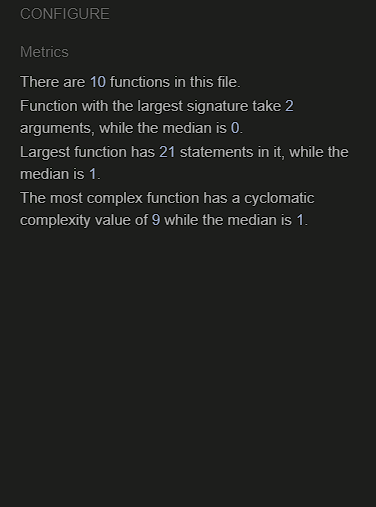 CONFIGURE
Metrics
There are 10 functions in this file.
Function with the largest signature take 2
arguments, while the median is 0.
Largest function has 21 statements in it, while the
median is 1.
The most complex function has a cyclomatic
complexity value of 9 while the median is 1.